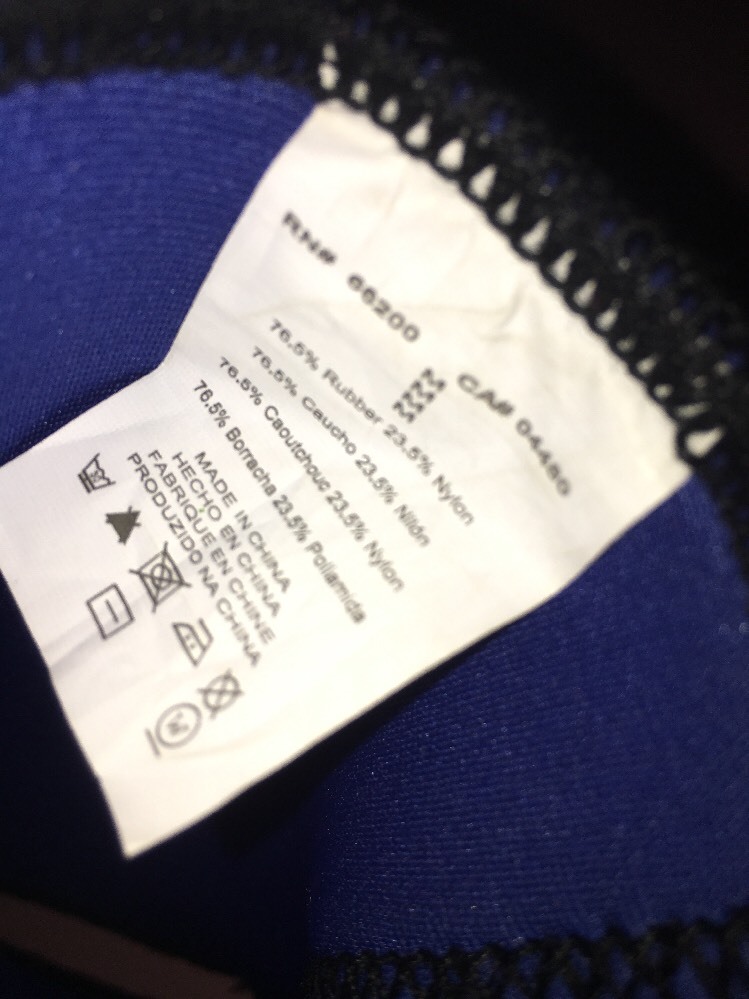 RN# 66200 CA# 04480
M
M
M
M
76.5% Rubber 23.5% Nylon
76.5% Caucho 23.5% Nilón
76.5% Caoutchouc 23.5% Nylon
76.5% Borracha 23.5% Poliamida
MADE IN CHINA
HECHO EN CHINA
FABRIQUE EN CHINE
PRODUZIDO NA CHINA